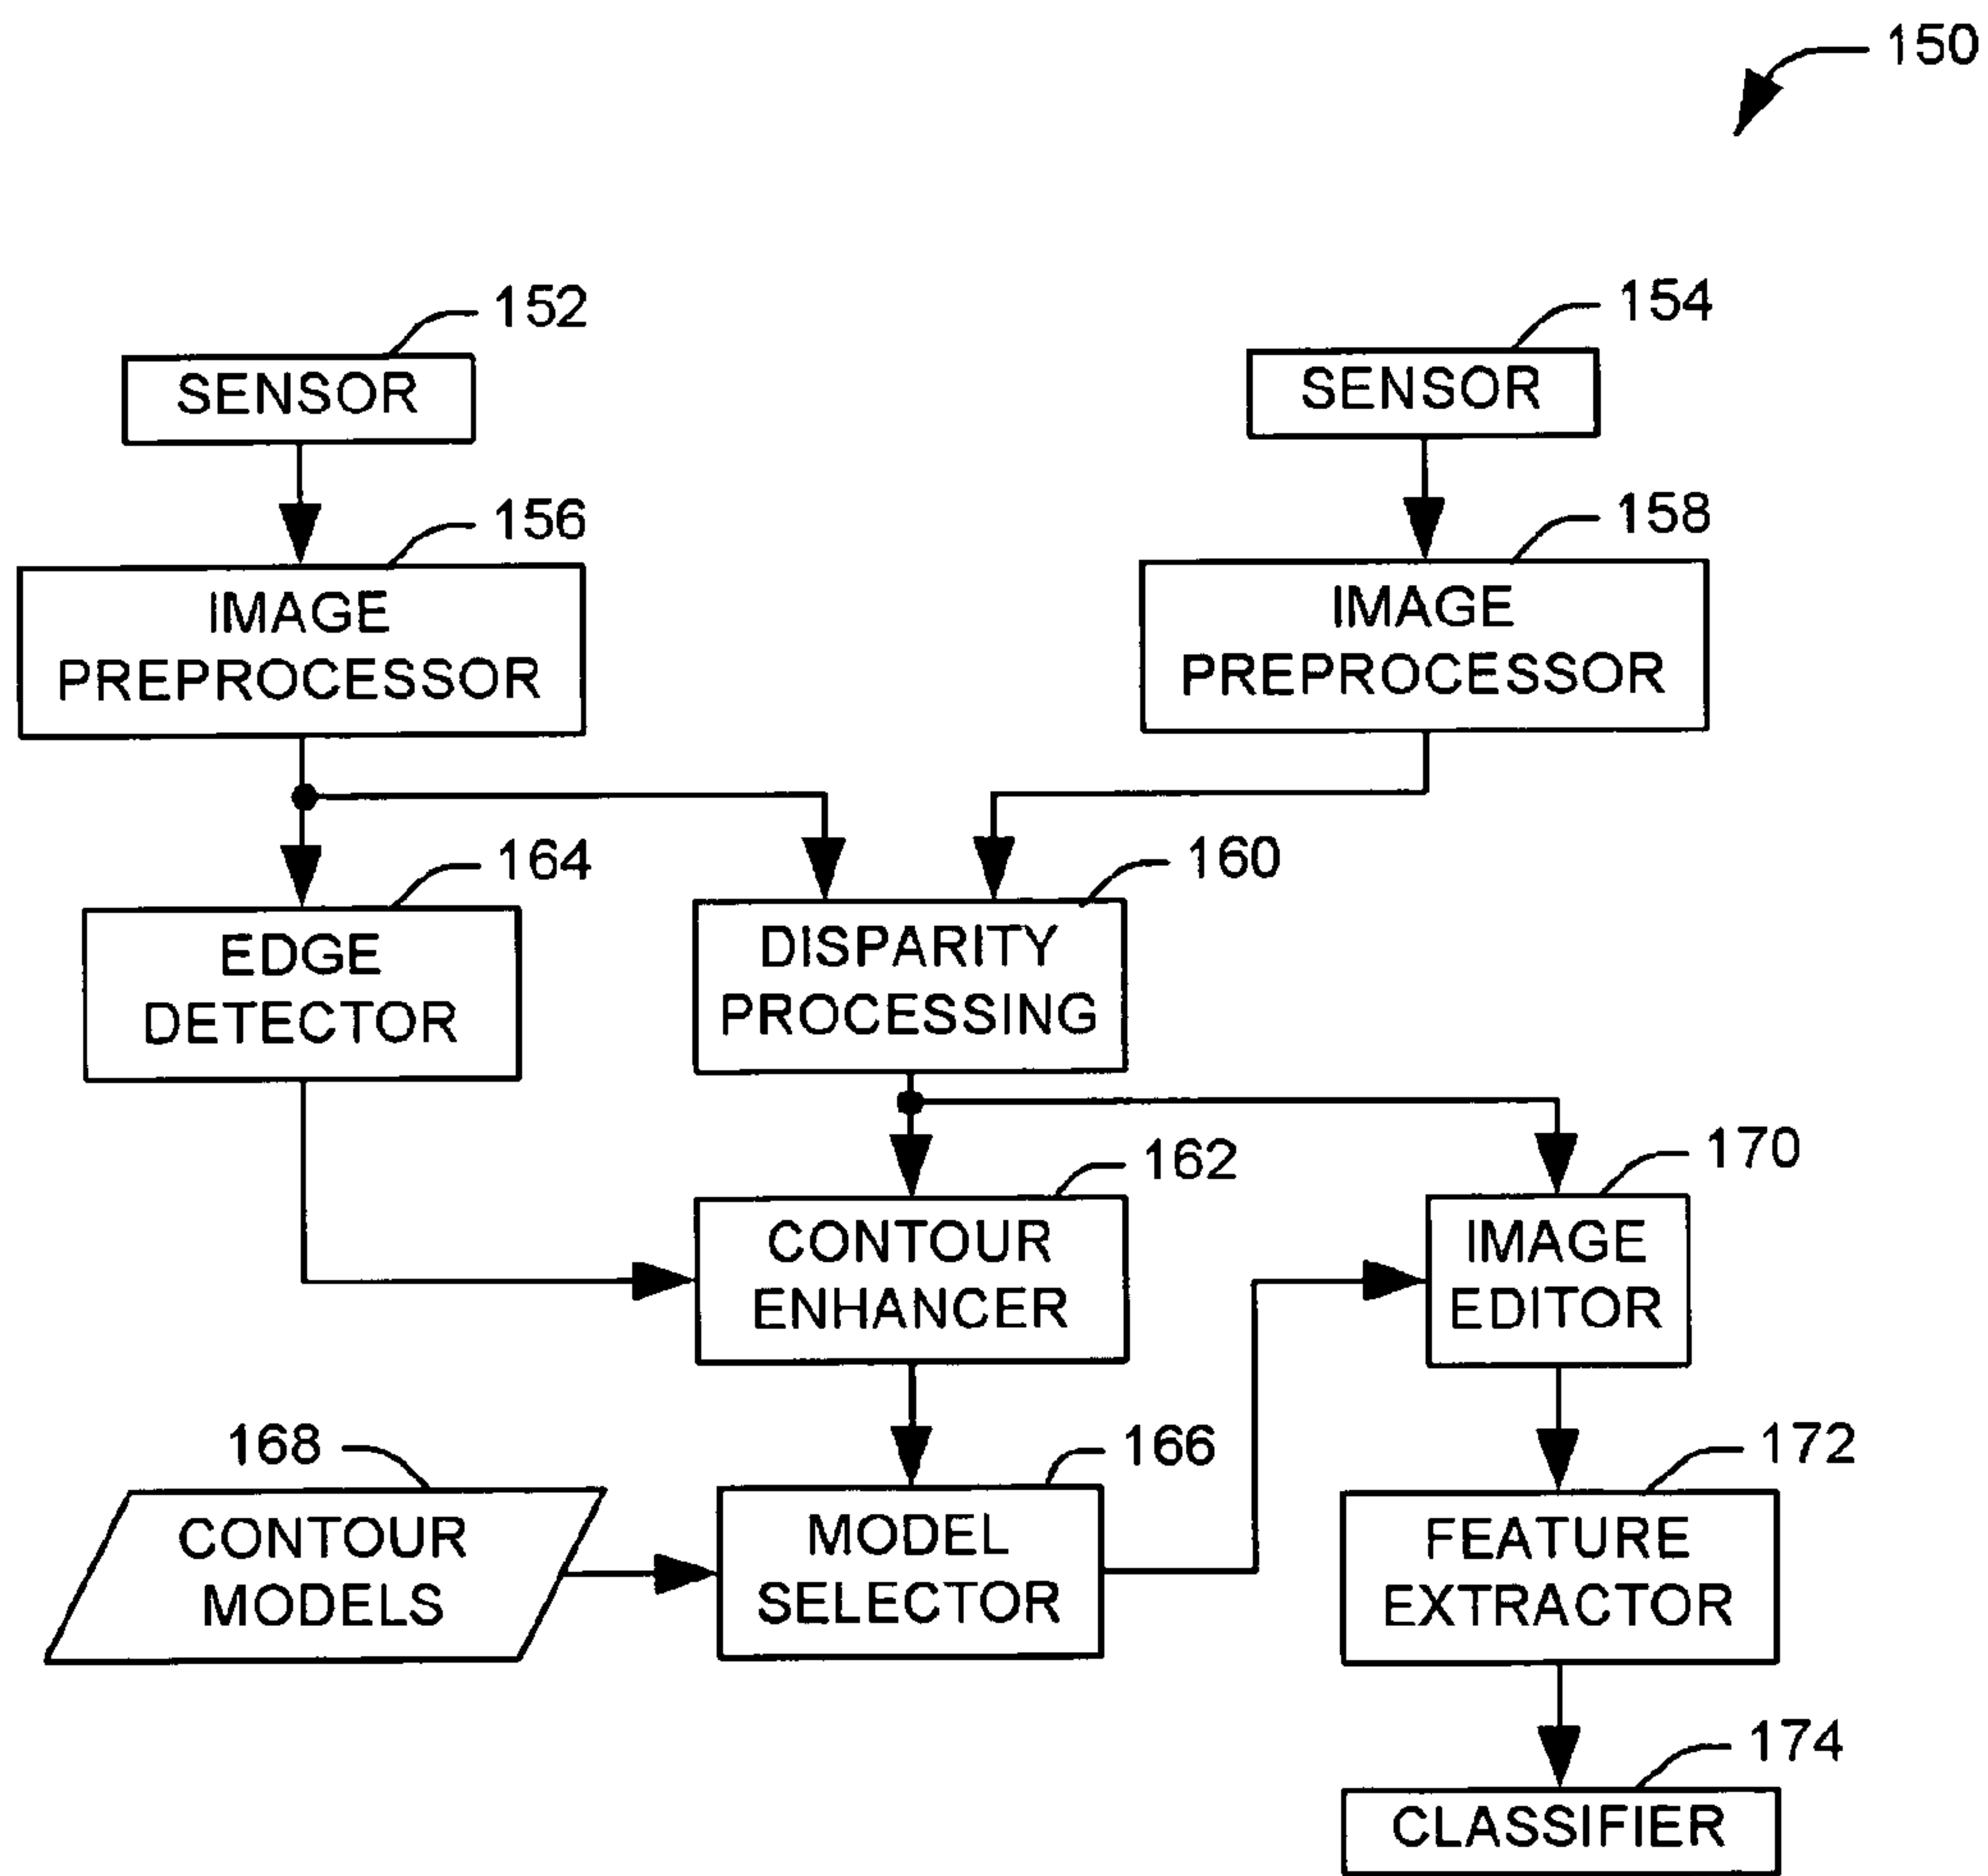 150
152
154
SENSOR
SENSOR
156
158
IMAGE
PREPROCESSOR
IMAGE
PREPROCESSOR
164
160
EDGE
DETECTOR
DISPARITY
PROCESSING
162
170
CONTOUR
ENHANCER
IMAGE
EDITOR
168
166
172
CONTOUR
MODELS
MODEL
SELECTOR
FEATURE
EXTRACTOR
174
CLASSIFIER